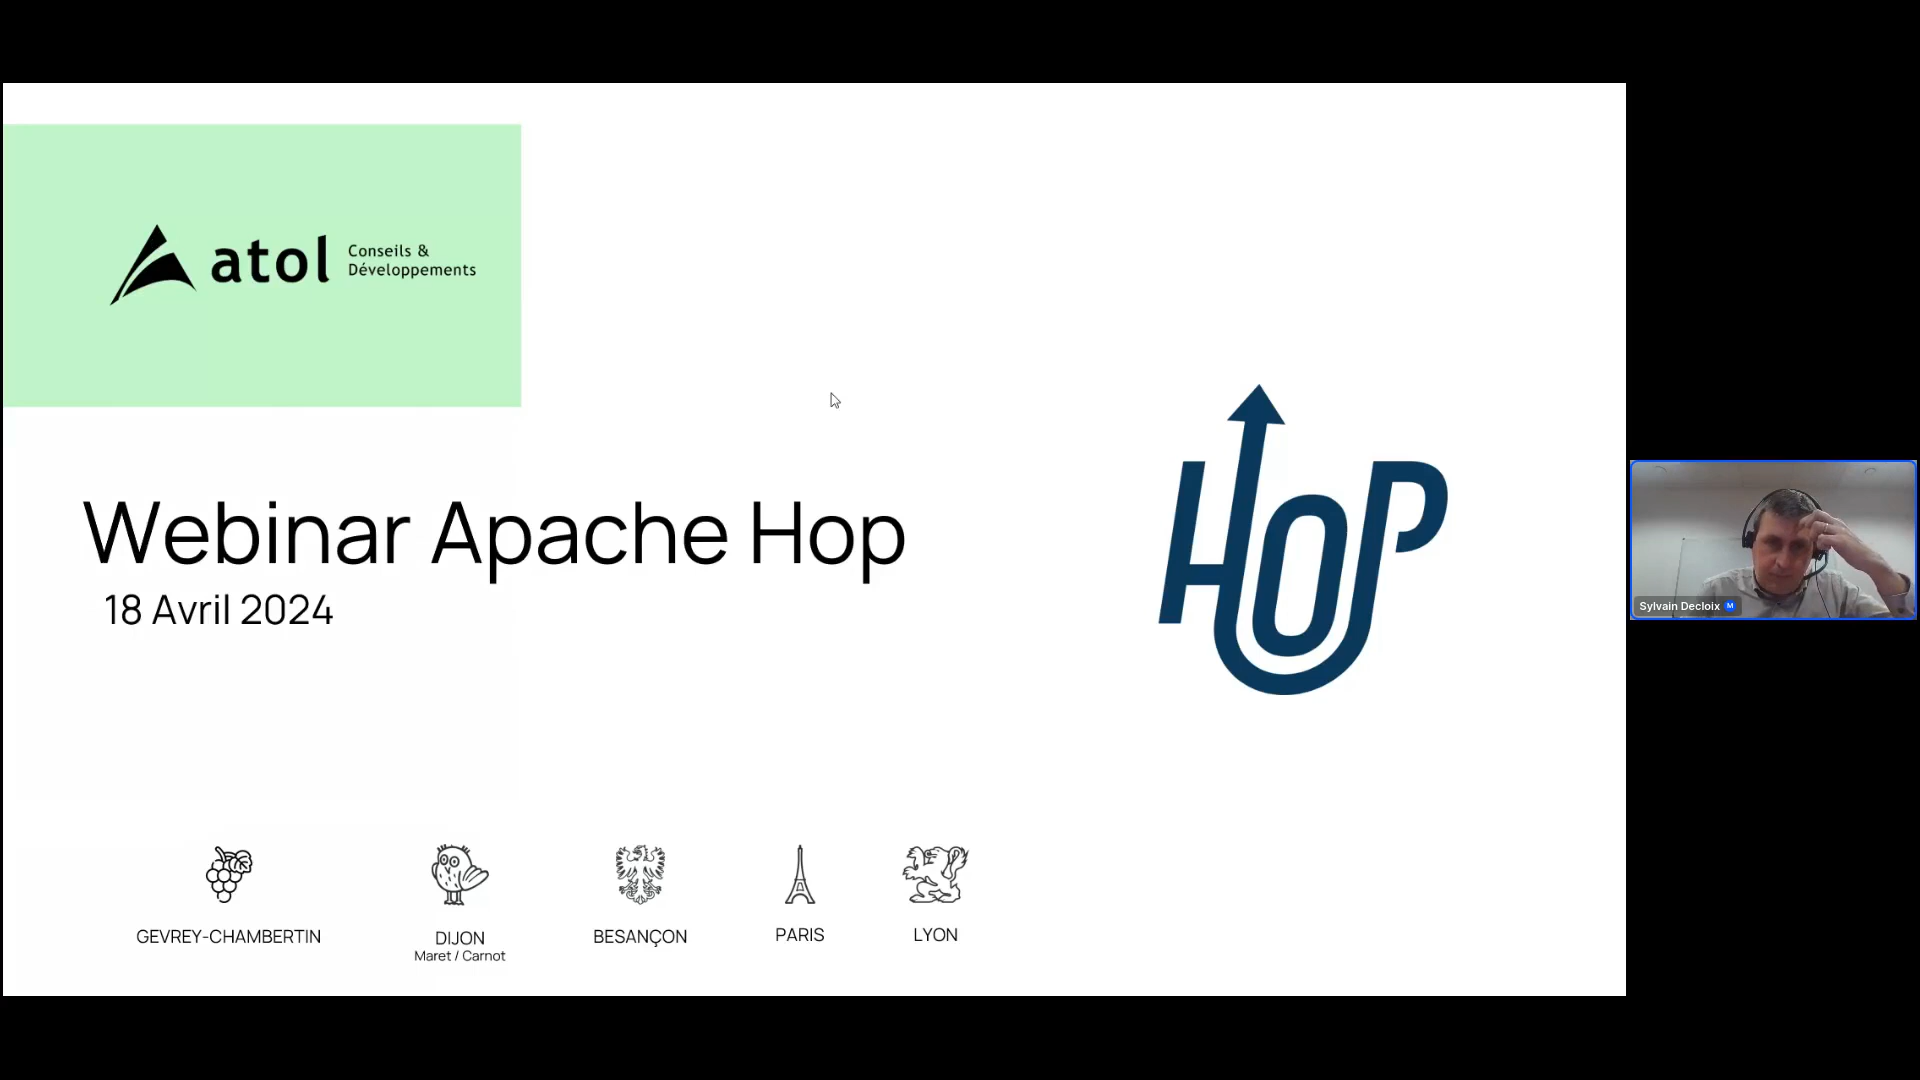 atol
Conseils &
Développements
Webinar Apache Hop
18 Avril 2024
HOP
GEVREY-CHAMBERTIN
DIJON
Maret / Carnot
BESANÇON
PARIS
LYON
Sylvain Decloix M